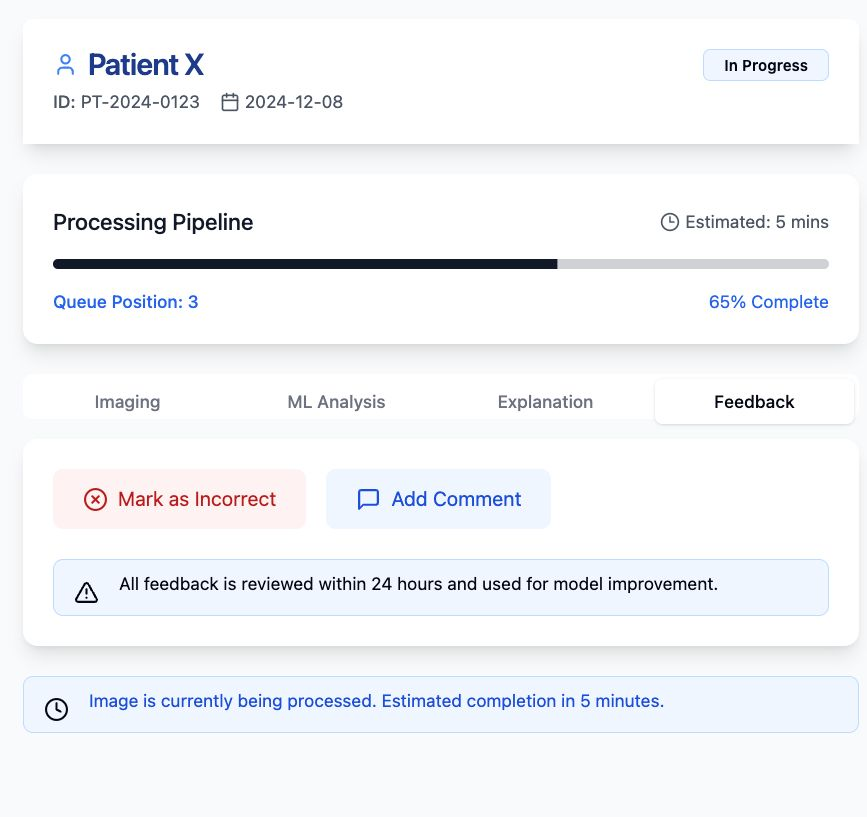 Patient X
In Progress
ID: PT-2024-0123 2024-12-08
Processing Pipeline
Estimated: 5 mins
Queue Position: 3
65% Complete
Imaging
ML Analysis
Explanation
Feedback
Mark as Incorrect
Add Comment
All feedback is reviewed within 24 hours and used for model improvement.
Image is currently being processed. Estimated completion in 5 minutes.